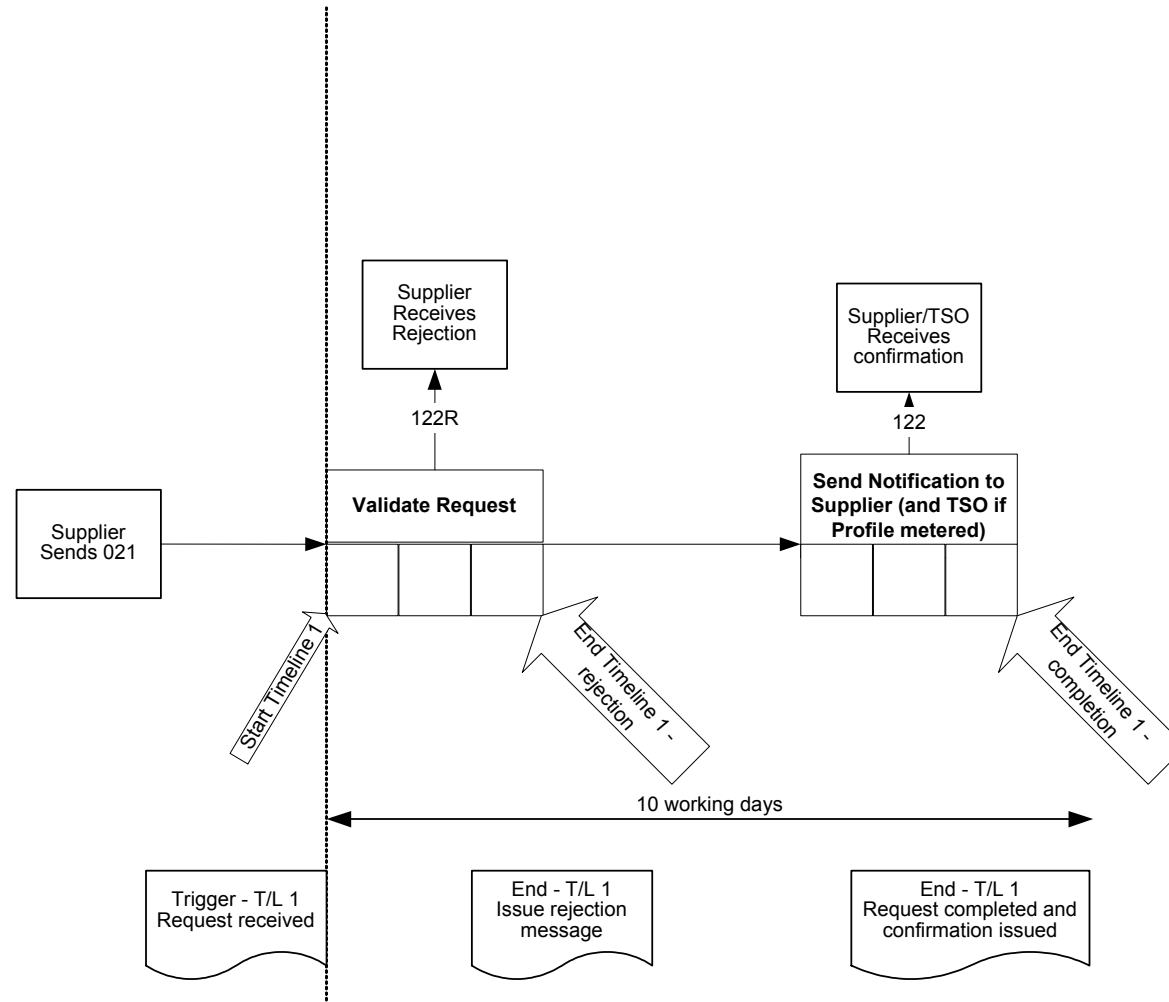 Supplier
Receives
Rejection
Supplier/TSO
Receives
confirmation
122R
122
Supplier
Sends 021
Validate Request
Send Notification to
Supplier (and TSO if
Profile metered)
Start Timeline 1
End Timeline 1 -
rejection
End Timeline 1 -
completion
10 working days
Trigger - T/L 1
Request received
End - T/L 1
Issue rejection
message
End - T/L 1
Request completed and
confirmation issued